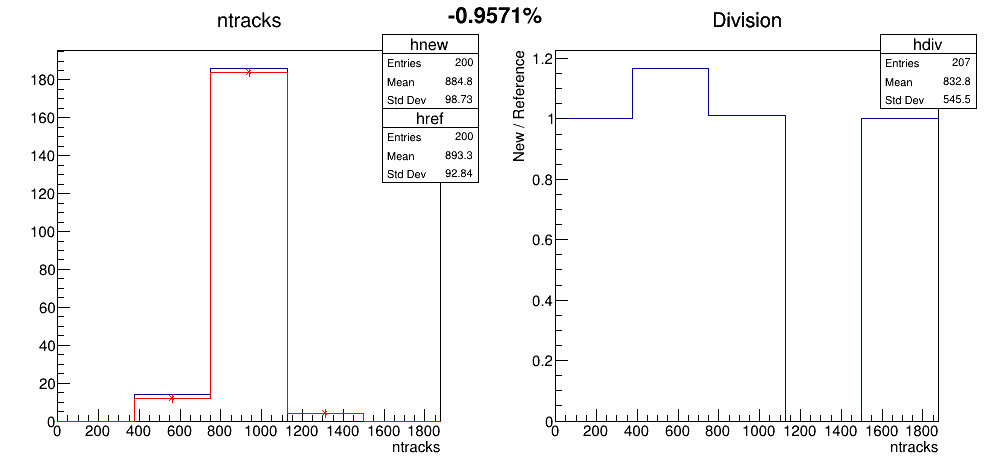 -0.9571%
ntracks
hnew
Entries 200
Mean 884.8
Std Dev 98.73
href
Entries 200
Mean 893.3
Std Dev 92.84
180
160
140
120
100
80
60
40
20
0
0 200 400 600 800 1000 1200 1400 1600 1800
ntracks
Division
hdiv
Entries 207
Mean 832.8
Std Dev 545.5
New / Reference
1.2
1
0.8
0.6
0.4
0.2
0
0 200 400 600 800 1000 1200 1400 1600 1800
ntracks